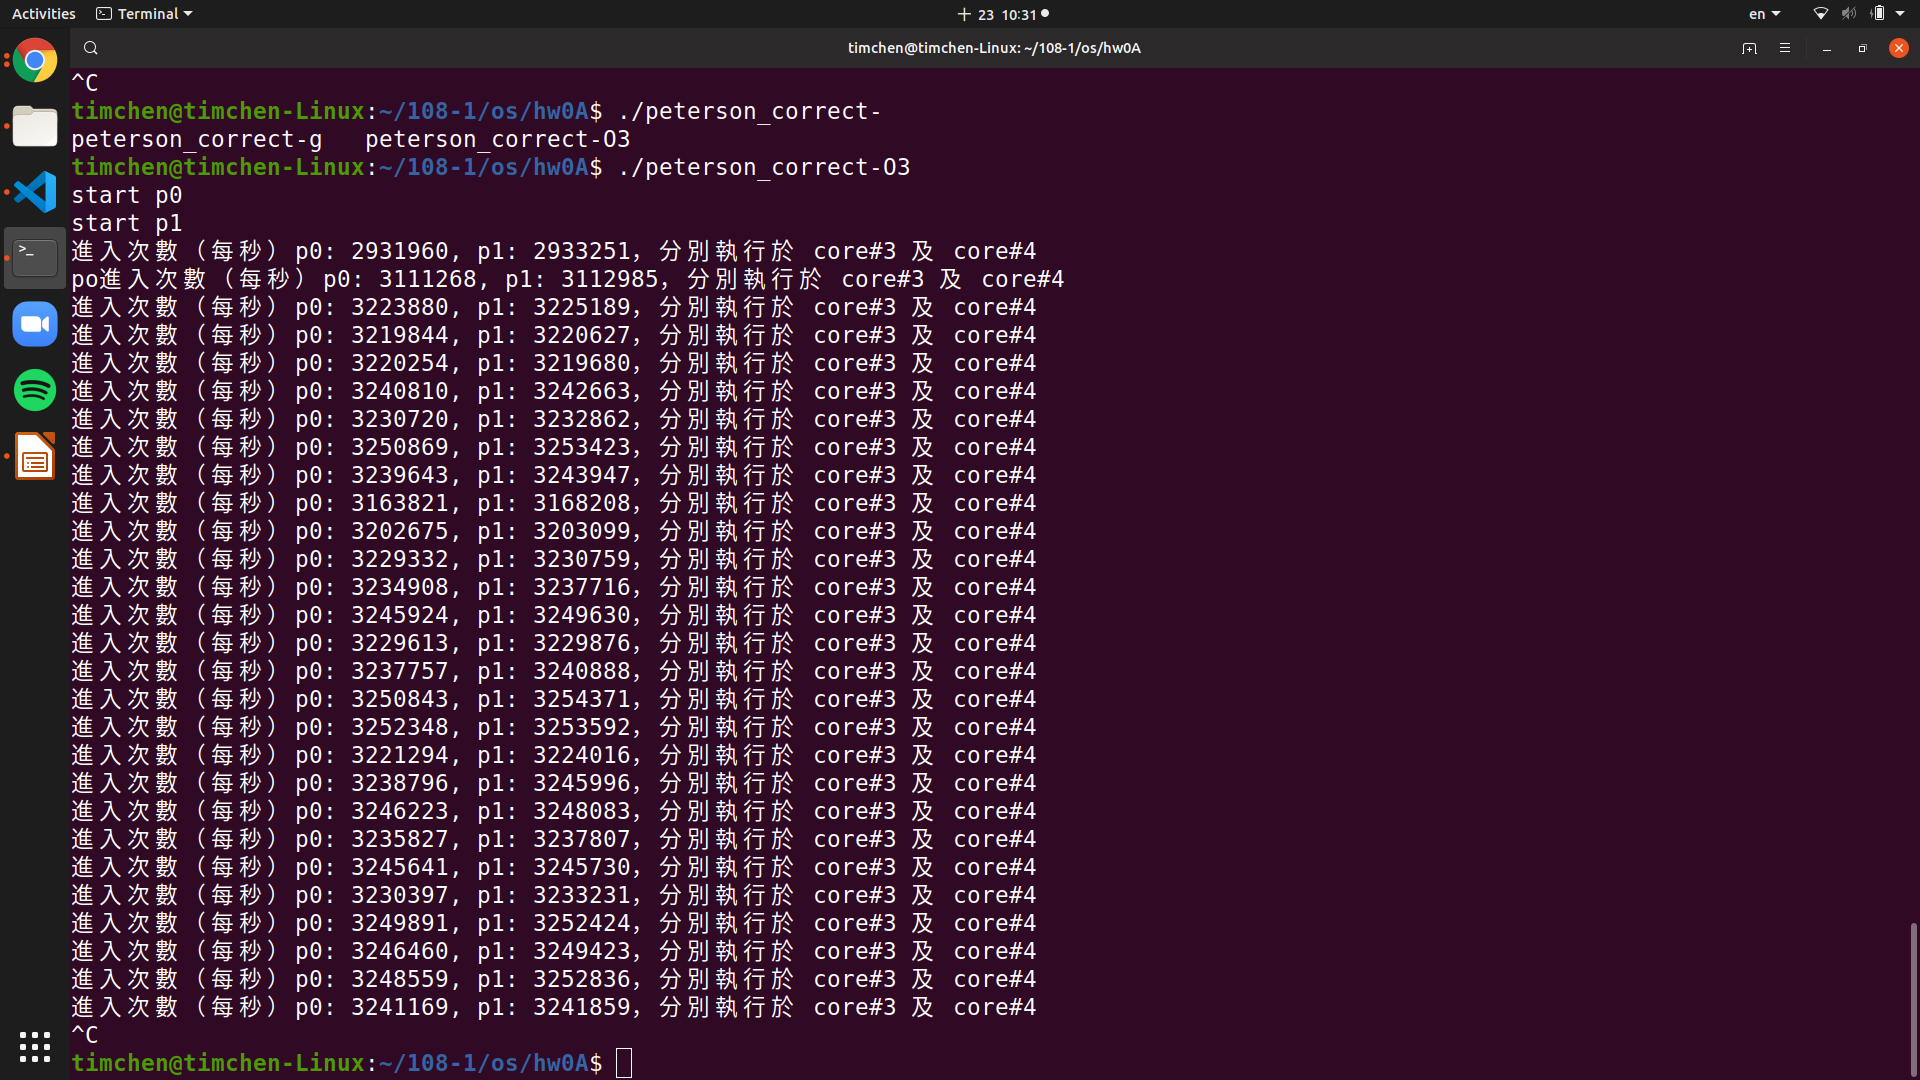 Activities Terminal 十 23 10:31 en
timchen@timchen-Linux: ~/108-1/os/hw0A
^C
timchen@timchen-Linux:~/108-1/os/hw0A$ ./peterson_correct-
peterson_correct-g peterson_correct-O3
timchen@timchen-Linux:~/108-1/os/hw0A$ ./peterson_correct-O3
start p0
start p1
進入次數（每秒）p0: 2931960, p1: 2933251, 分別執行於 core#3 及 core#4
po進入次數（每秒）p0: 3111268, p1: 3112985, 分別執行於 core#3 及 core#4
進入次數（每秒）p0: 3223880, p1: 3225189, 分別執行於 core#3 及 core#4
進入次數（每秒）p0: 3219844, p1: 3220627, 分別執行於 core#3 及 core#4
進入次數（每秒）p0: 3220254, p1: 3219680, 分別執行於 core#3 及 core#4
進入次數（每秒）p0: 3240810, p1: 3242663, 分別執行於 core#3 及 core#4
進入次數（每秒）p0: 3230720, p1: 3232862, 分別執行於 core#3 及 core#4
進入次數（每秒）p0: 3250869, p1: 3253423, 分別執行於 core#3 及 core#4
進入次數（每秒）p0: 3239643, p1: 3243947, 分別執行於 core#3 及 core#4
進入次數（每秒）p0: 3163821, p1: 3168208, 分別執行於 core#3 及 core#4
進入次數（每秒）p0: 3202675, p1: 3203099, 分別執行於 core#3 及 core#4
進入次數（每秒）p0: 3229332, p1: 3230759, 分別執行於 core#3 及 core#4
進入次數（每秒）p0: 3234908, p1: 3237716, 分別執行於 core#3 及 core#4
進入次數（每秒）p0: 3245924, p1: 3249630, 分別執行於 core#3 及 core#4
進入次數（每秒）p0: 3229613, p1: 3229876, 分別執行於 core#3 及 core#4
進入次數（每秒）p0: 3237757, p1: 3240888, 分別執行於 core#3 及 core#4
進入次數（每秒）p0: 3250843, p1: 3254371, 分別執行於 core#3 及 core#4
進入次數（每秒）p0: 3252348, p1: 3253592, 分別執行於 core#3 及 core#4
進入次數（每秒）p0: 3221294, p1: 3224016, 分別執行於 core#3 及 core#4
進入次數（每秒）p0: 3238796, p1: 3245996, 分別執行於 core#3 及 core#4
進入次數（每秒）p0: 3246223, p1: 3248083, 分別執行於 core#3 及 core#4
進入次數（每秒）p0: 3235827, p1: 3237807, 分別執行於 core#3 及 core#4
進入次數（每秒）p0: 3245641, p1: 3245730, 分別執行於 core#3 及 core#4
進入次數（每秒）p0: 3230397, p1: 3233231, 分別執行於 core#3 及 core#4
進入次數（每秒）p0: 3249891, p1: 3252424, 分別執行於 core#3 及 core#4
進入次數（每秒）p0: 3246460, p1: 3249423, 分別執行於 core#3 及 core#4
進入次數（每秒）p0: 3248559, p1: 3252836, 分別執行於 core#3 及 core#4
進入次數（每秒）p0: 3241169, p1: 3241859, 分別執行於 core#3 及 core#4
^C
timchen@timchen-Linux:~/108-1/os/hw0A$